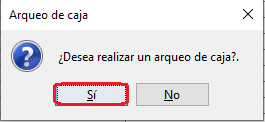 Arqueo de caja
¿Desea realizar un arqueo de caja?.
Sí
No